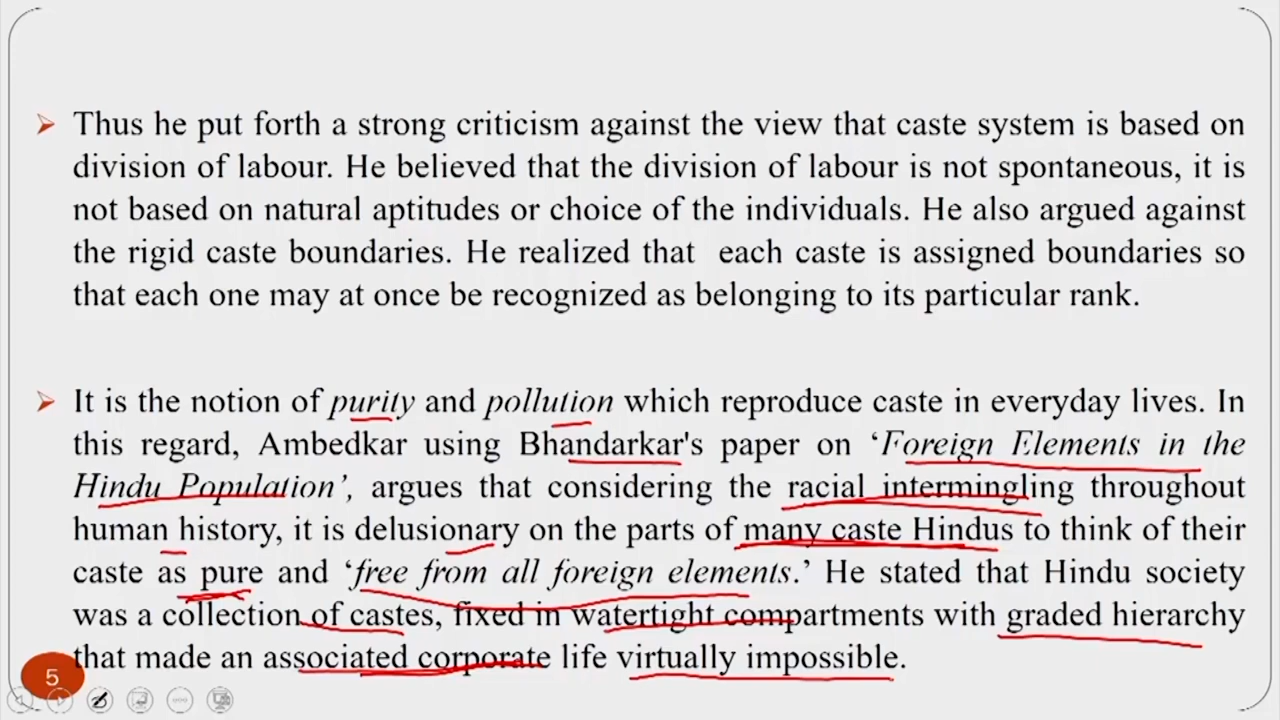 Thus he put forth a strong criticism against the view that caste system is based on
division of labour. He believed that the division of labour is not spontaneous, it is
not based on natural aptitudes or choice of the individuals. He also argued against
the rigid caste boundaries. He realized that each caste is assigned boundaries so
that each one may at once be recognized as belonging to its particular rank.
It is the notion of purity and pollution which reproduce caste in everyday lives. In
this regard, Ambedkar using Bhandarkar's paper on ‘Foreign Elements in the
Hindu Population’, argues that considering the racial intermingling throughout
human history, it is delusionary on the parts of many caste Hindus to think of their
caste as pure and ‘free from all foreign elements.’ He stated that Hindu society
was a collection of castes, fixed in watertight compartments with graded hierarchy
that made an associated corporate life virtually impossible.
5